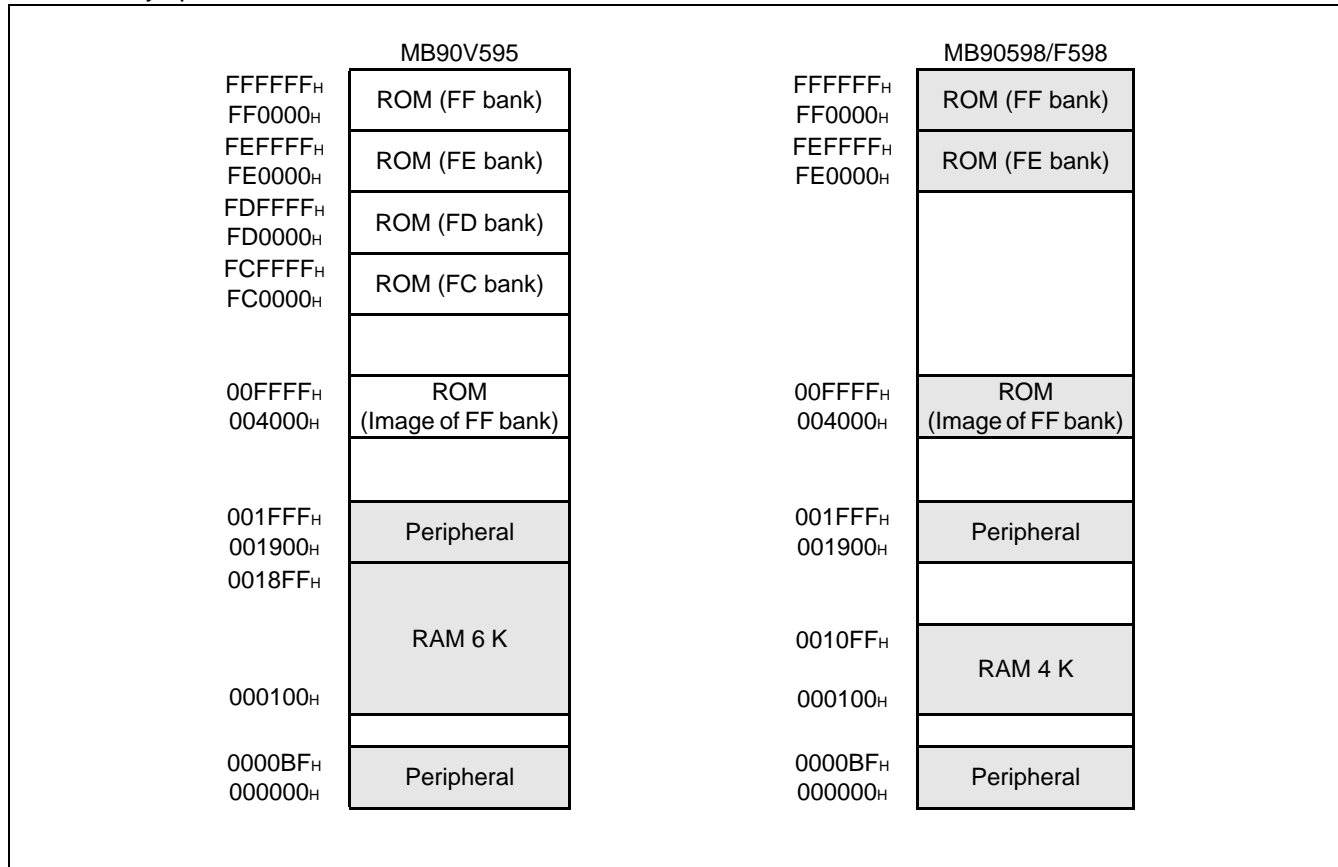 MB90V595
FFFFFFH
FF0000H
ROM (FF bank)
FEFFFFH
FE0000H
ROM (FE bank)
FDFFFFH
FD0000H
ROM (FD bank)
FCFFFFH
FC0000H
ROM (FC bank)
00FFFFH
004000H
ROM
(Image of FF bank)
001FFFH
001900H
Peripheral
0018FFH
RAM 6 K
000100H
0000BFH
000000H
Peripheral
MB90598/F598
FFFFFFH
FF0000H
ROM (FF bank)
FEFFFFH
FE0000H
ROM (FE bank)
00FFFFH
004000H
ROM
(Image of FF bank)
001FFFH
001900H
Peripheral
0010FFH
RAM 4 K
000100H
0000BFH
000000H
Peripheral